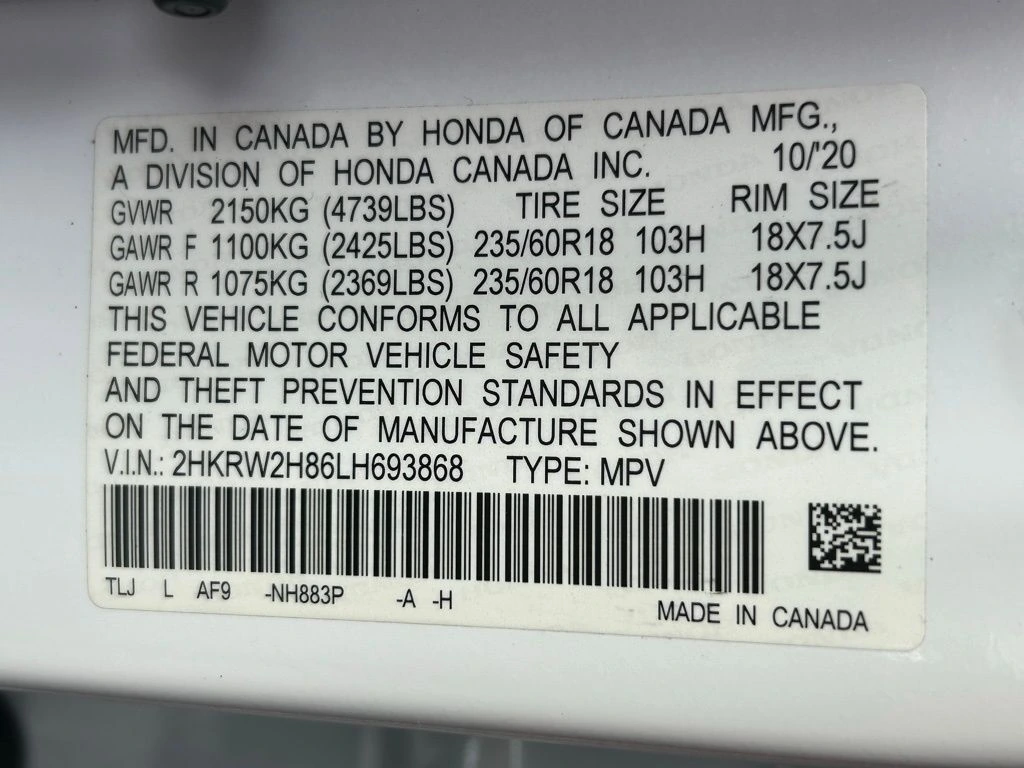 MFD. IN CANADA BY HONDA OF CANADA MFG.,
A DIVISION OF HONDA CANADA INC. 10/'20
GVWR 2150KG (4739LBS) TIRE SIZE RIM SIZE
GAWR F 1100KG (2425LBS) 235/60R18 103H 18X7.5J
GAWR R 1075KG (2369LBS) 235/60R18 103H 18X7.5J
THIS VEHICLE CONFORMS TO ALL APPLICABLE
FEDERAL MOTOR VEHICLE SAFETY
AND THEFT PREVENTION STANDARDS IN EFFECT
ON THE DATE OF MANUFACTURE SHOWN ABOVE.
V.I.N.: 2HKRW2H86LH693868 TYPE: MPV
TLJ L AF9 -NH883P -A -H
MADE IN CANADA